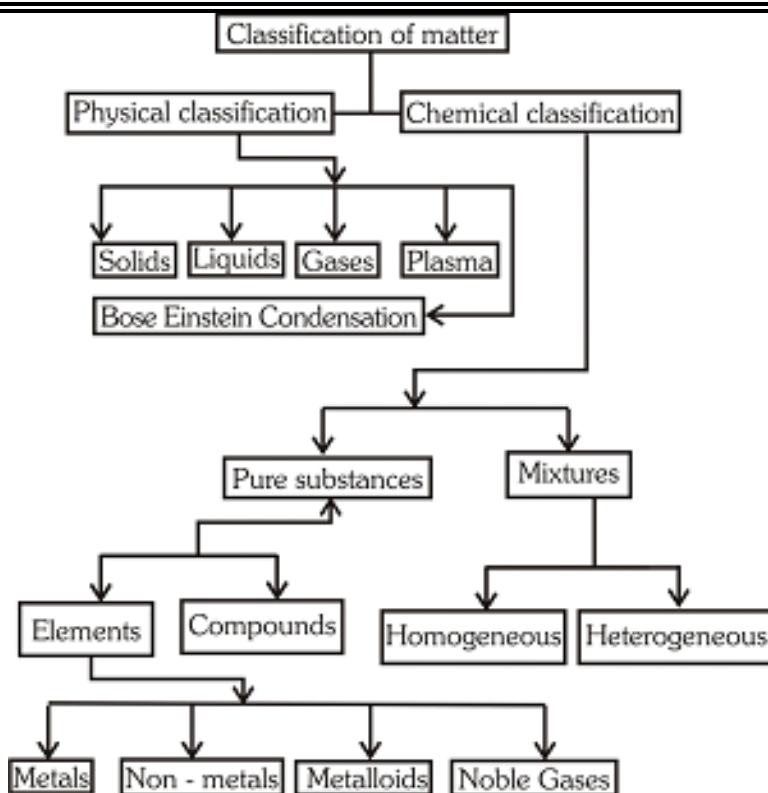 Classification of matter
Physical classification
Chemical classification
Solids
Liquids
Gases
Plasma
Bose Einstein Condensation
Pure substances
Mixtures
Elements
Compounds
Homogeneous
Heterogeneous
Metals
Non - metals
Metalloids
Noble Gases